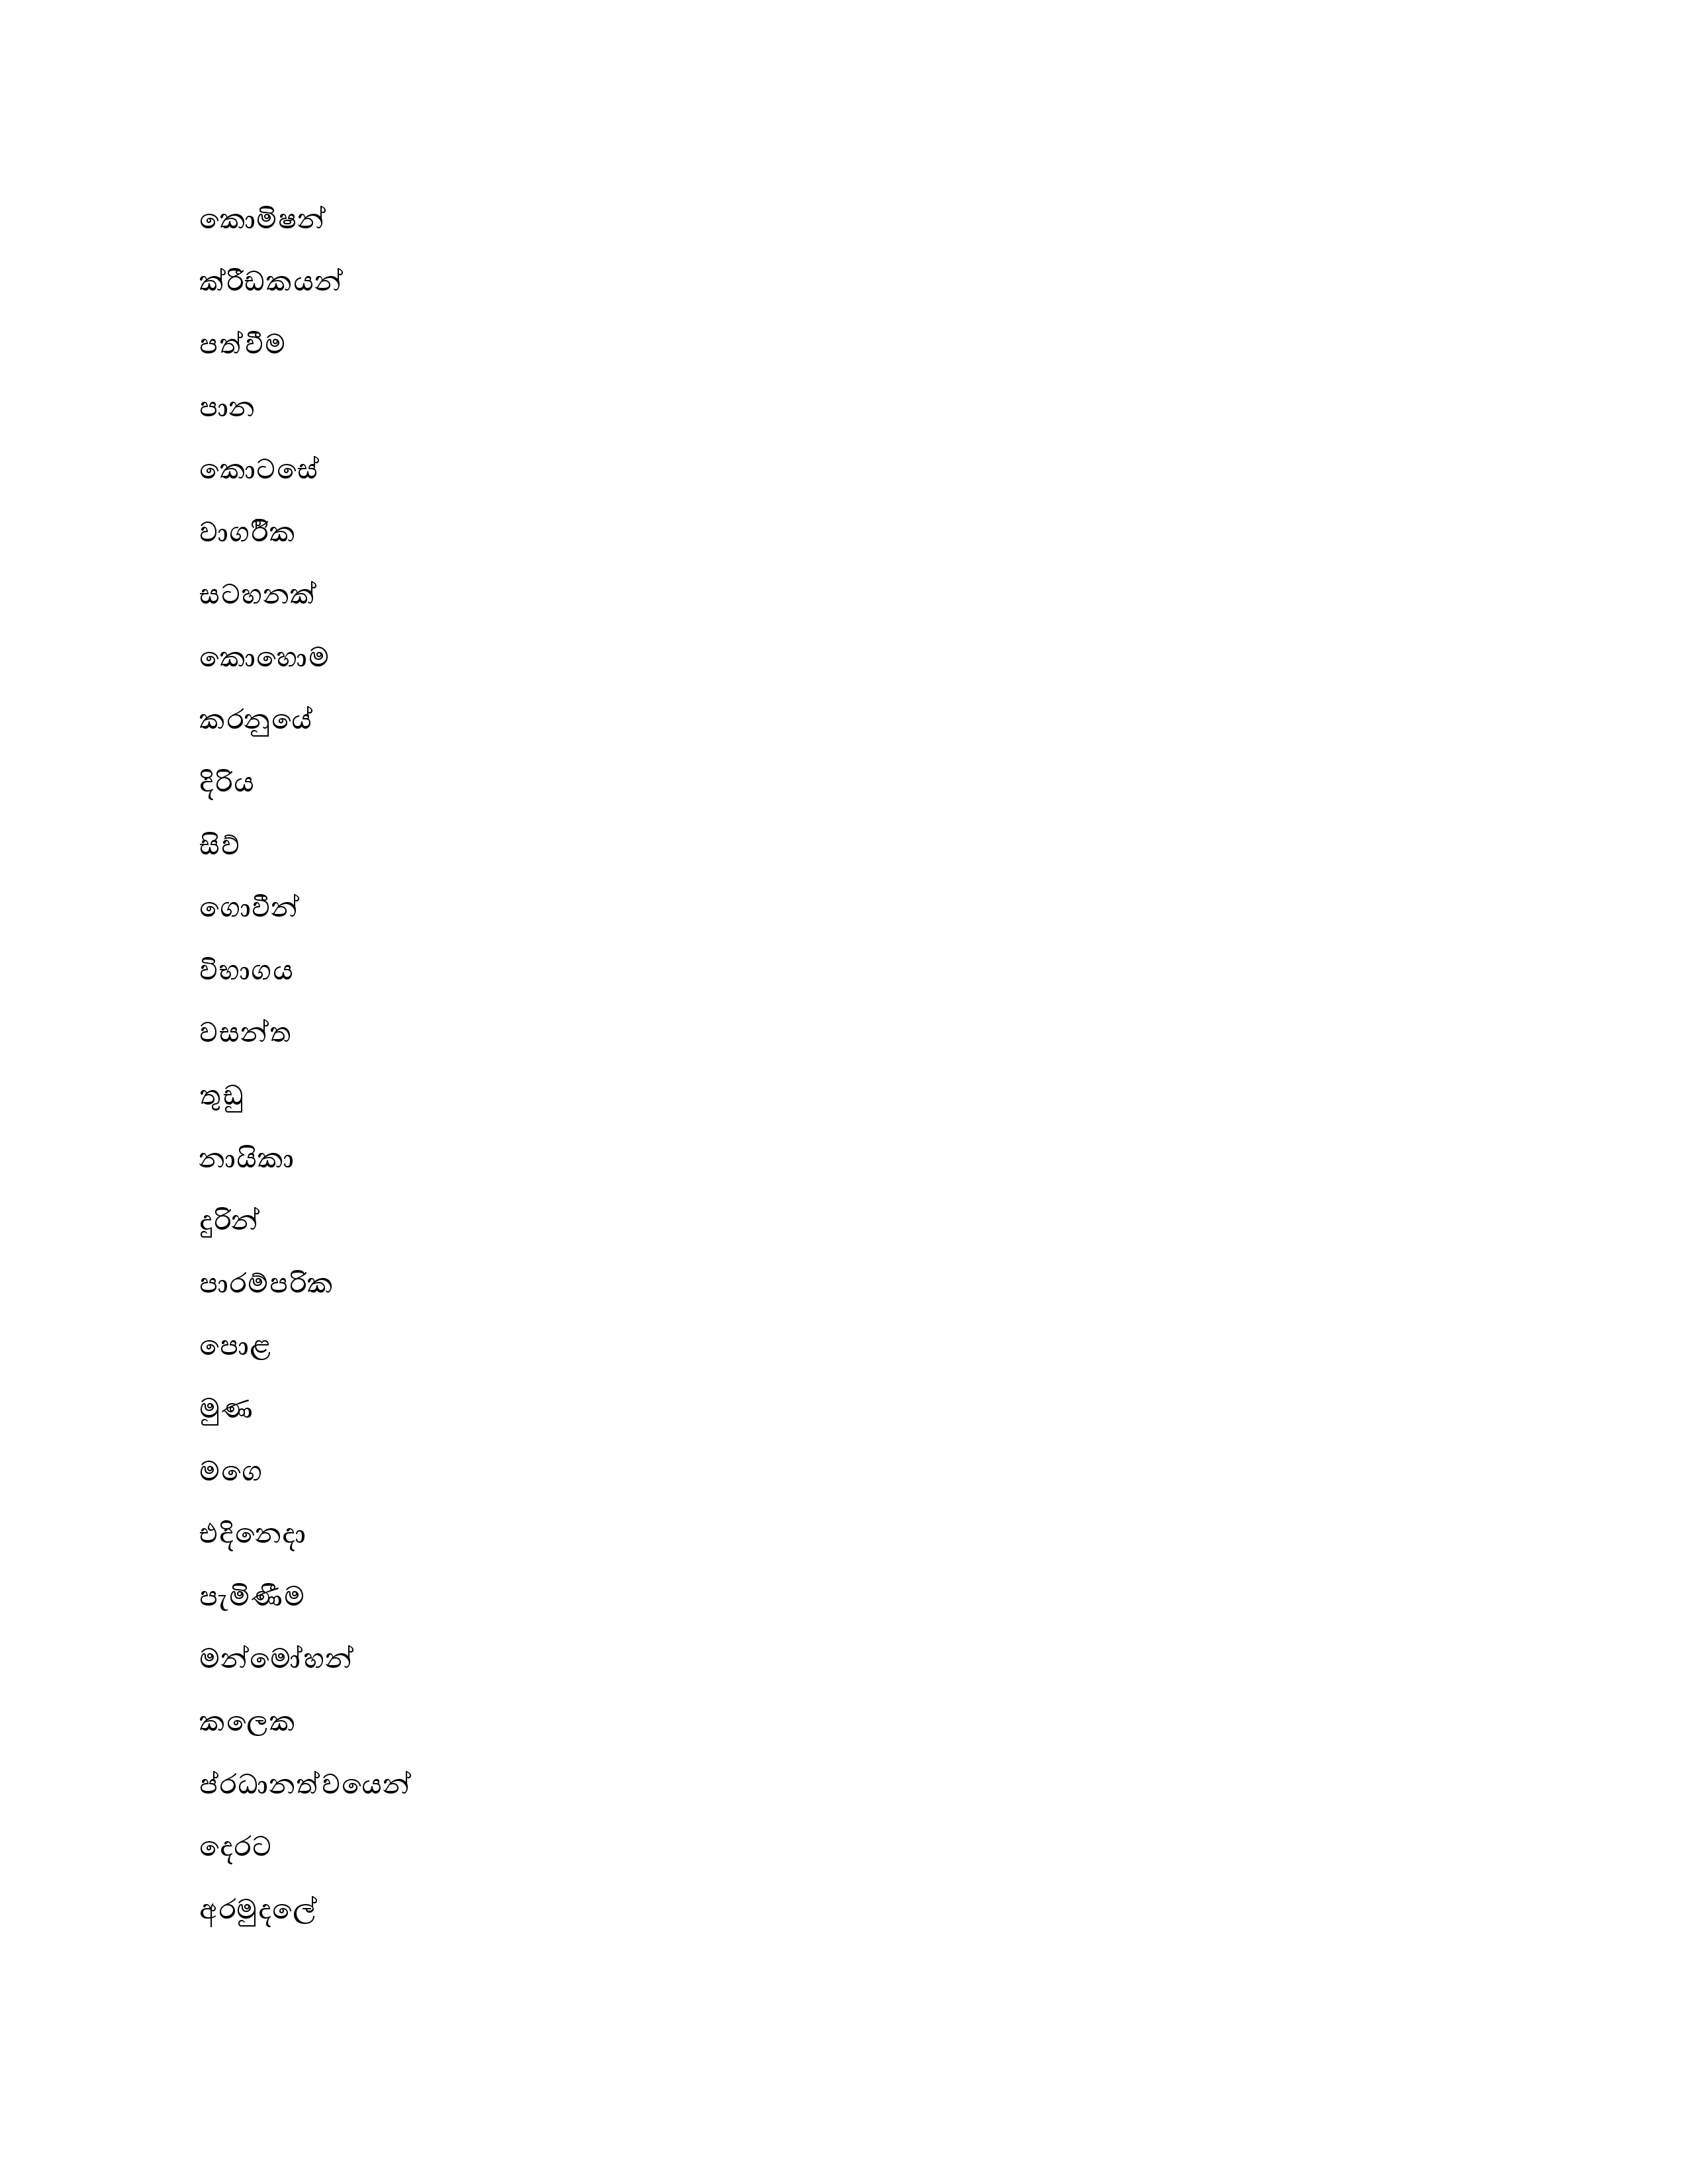 කොමිෂන්
ක්රීඩකයන්
පත්වීම
පාන
කොටසේ
වාර්ගික
සටහනක්
කොහොම
කරනුයේ
දිරිය
සිව්
ගොවීන්
විභාගය
වසන්ත
තුඩු
නායිකා
දුරින්
පාරම්පරික
පොළ
මුණ
මගෙ
එදිනෙදා
පැමිණීම
මන්මෝහන්
කලෙක
ප්රධානත්වයෙන්
දෙරට
අරමුදලේ